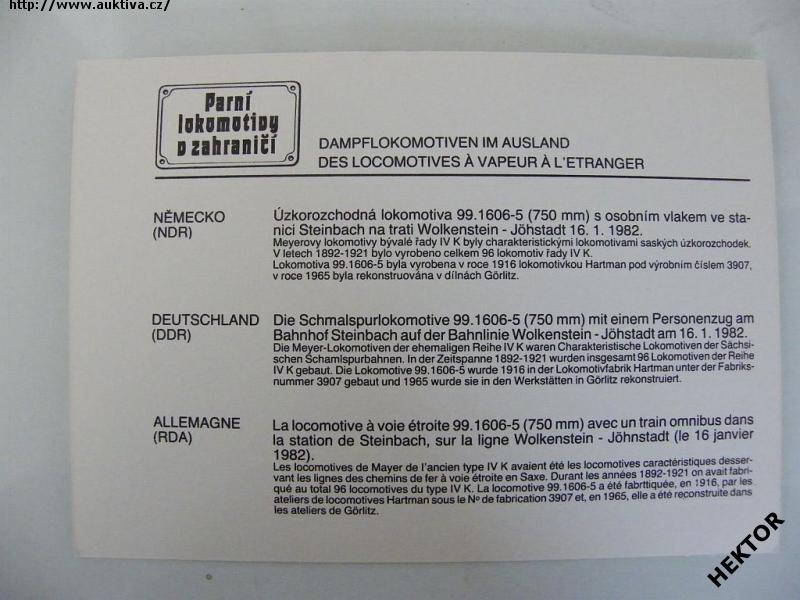 http://www.auktiva.cz/
Parní
lokomotivy
v zahraničí
DAMPFLOKOMOTIVEN IM AUSLAND
DES LOCOMOTIVES À VAPEUR À L'ETRANGER
NĚMECKO
(NDR)
Úzkorozchodná lokomotiva 99.1606-5 (750 mm) s osobním vlakem ve sta-
nici Steinbach na trati Wolkenstein - Jöhstadt 16. 1. 1982.
Meyerovy lokomotivy bývalé řady IV K byly charakteristickými lokomotivami saských úzkorozchodek.
V letech 1892-1921 bylo vyrobeno celkem 96 lokomotiv řady IV K.
Lokomotiva 99.1606-5 byla vyrobena v roce 1916 lokomotivkou Hartman pod výrobním číslem 3907,
v roce 1965 byla rekonstruována v dílnách Görlitz.
DEUTSCHLAND
(DDR)
Die Schmalspurlokomotive 99.1606-5 (750 mm) mit einem Personenzug am
Bahnhof Steinbach auf der Bahnlinie Wolkenstein - Jöhstadt am 16. 1. 1982.
Die Meyer-Lokomotiven der ehemaligen Reihe IV K waren Charakteristische Lokomotiven der Sächsi-
schen Schamlspurbahnen. In der Zeitspanne 1892-1921 wurden insgesamt 96 Lokomotiven der Reihe
IV K gebaut. Die Lokomotive 99.1606-5 wurde 1916 in der Lokomotivfabrik Hartman unter der Fabriks-
nummer 3907 gebaut und 1965 wurde sie in den Werkstätten in Görlitz rekonstruiert.
ALLEMAGNE
(RDA)
La locomotive à voie étroite 99.1606-5 (750 mm) avec un train omnibus dans
la station de Steinbach, sur la ligne Wolkenstein - Jöhnstadt (le 16 janvier
1982).
Les locomotives de Mayer de l'ancien type IV K avaient été les locomotives caractéristiques desser-
vant les lignes des chemins de fer à voie étroite en Saxe. Durant les années 1892-1921 on avait fabri-
qué au total 96 locomotives du type IV K. La locomotive 99.1606-5 a été fabrttiquée, en 1916, par les
ateliers de locomotives Hartman sous le Nº de fabrication 3907 et, en 1965, elle a été reconstruite dans
les ateliers de Görlitz.
HEKTOR